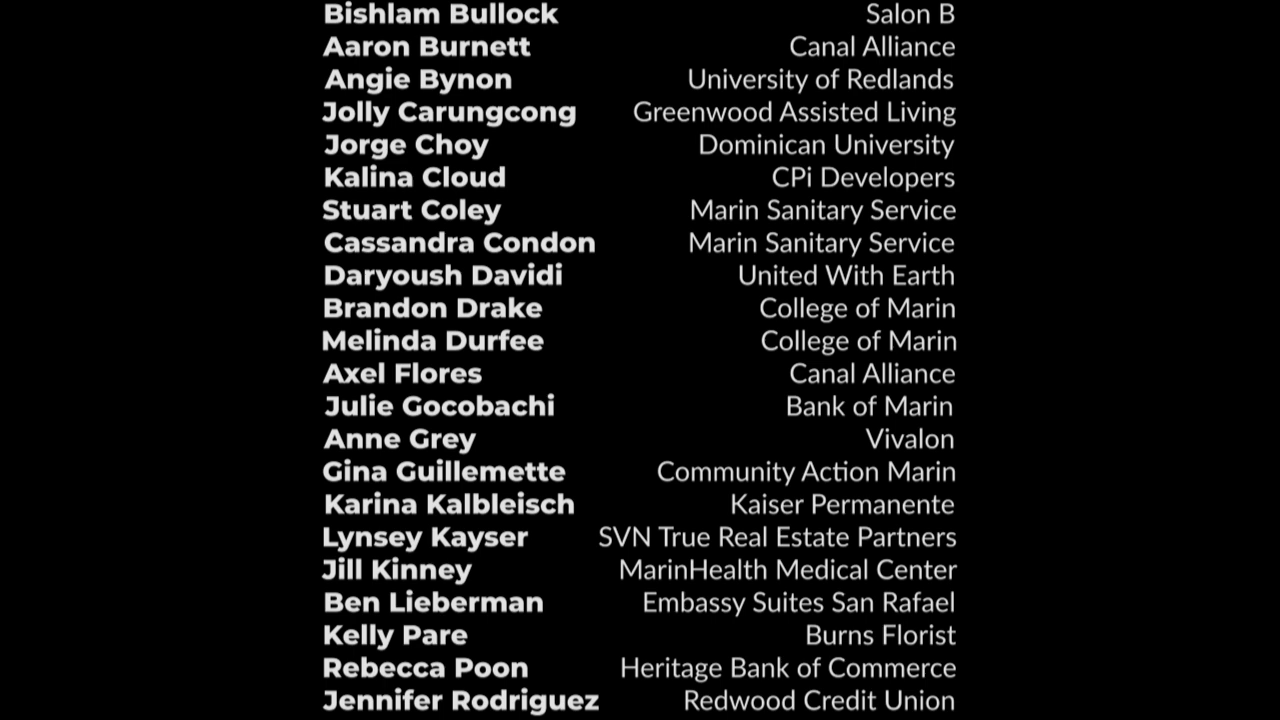 Bishlam Bullock Salon B
Aaron Burnett Canal Alliance
Angie Bynon University of Redlands
Jolly Carungcong Greenwood Assisted Living
Jorge Choy Dominican University
Kalina Cloud CPi Developers
Stuart Coley Marin Sanitary Service
Cassandra Condon Marin Sanitary Service
Daryoush Davidi United With Earth
Brandon Drake College of Marin
Melinda Durfee College of Marin
Axel Flores Canal Alliance
Julie Gocobachi Bank of Marin
Anne Grey Vivalon
Gina Guillemette Community Action Marin
Karina Kalbleisch Kaiser Permanente
Lynsey Kayser SVN True Real Estate Partners
Jill Kinney MarinHealth Medical Center
Ben Lieberman Embassy Suites San Rafael
Kelly Pare Burns Florist
Rebecca Poon Heritage Bank of Commerce
Jennifer Rodriguez Redwood Credit Union